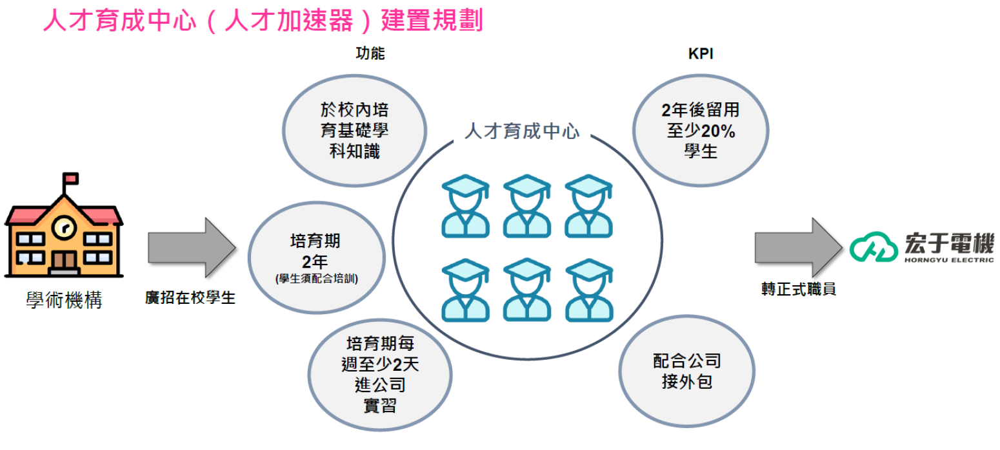 人才育成中心（人才加速器）建置規劃
功能
KPI
於校內培
育基礎學
科知識
2年後留用
至少20%
學生
人才育成中心
培育期
2年
(學生須配合培訓)
宏于電機
HORNGYU ELECTRIC
學術機構
廣招在校學生
轉正式職員
培育期每
週至少2天
進公司
實習
配合公司
接外包